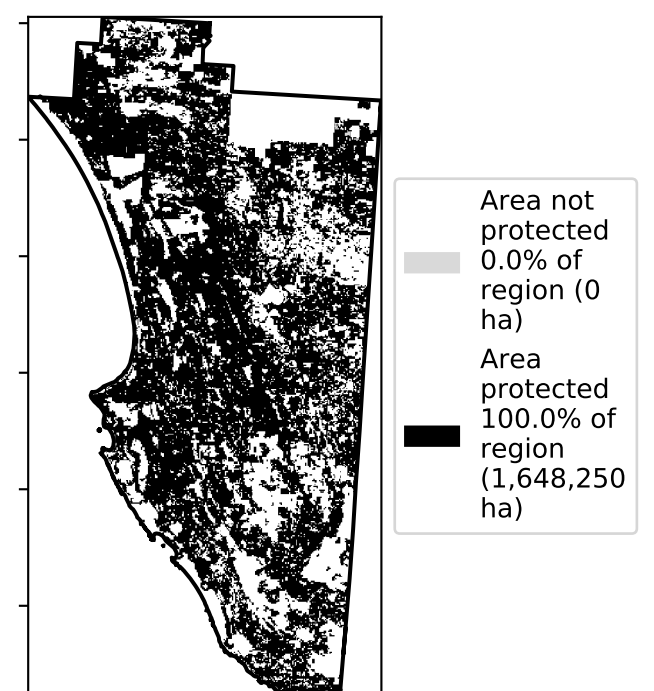 Area not
protected
0.0% of
region (0
ha)
Area
protected
100.0% of
region
(1,648,250
ha)